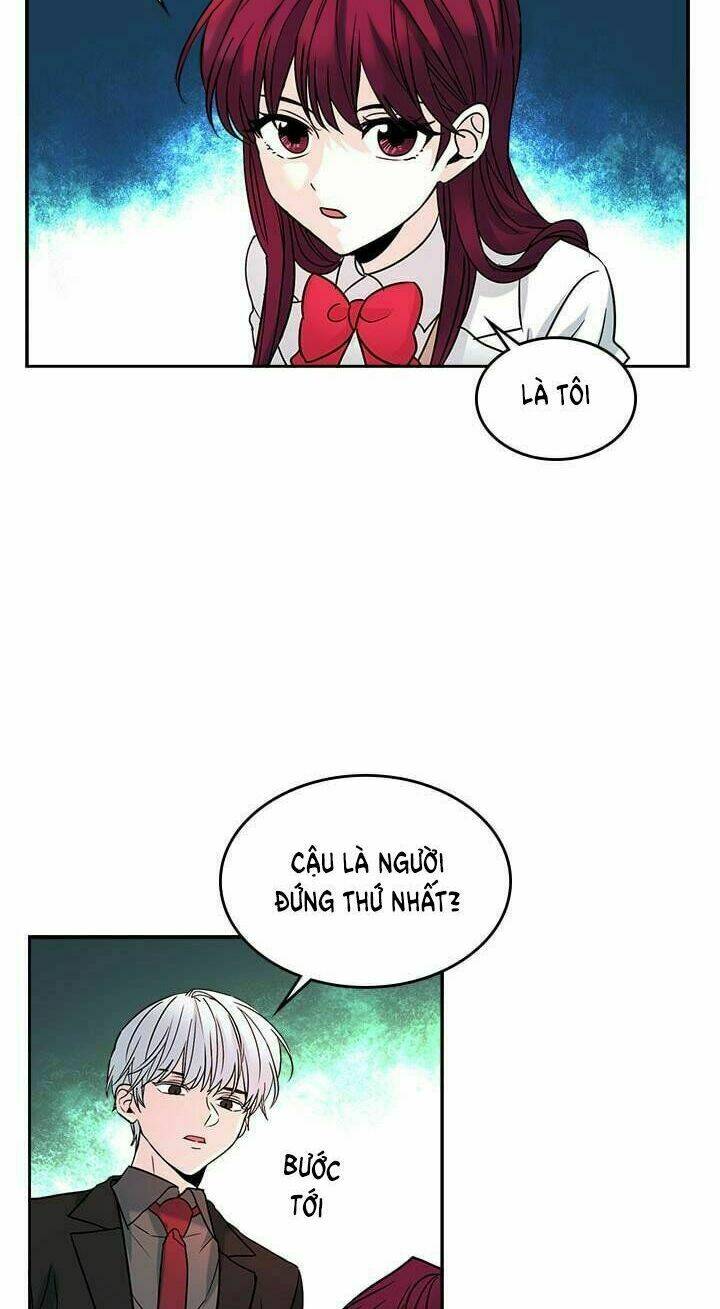 LÀ TÔI
CẬU LÀ NGƯỜI
ĐỨNG THỨ NHẤT?
BƯỚC
TỚI